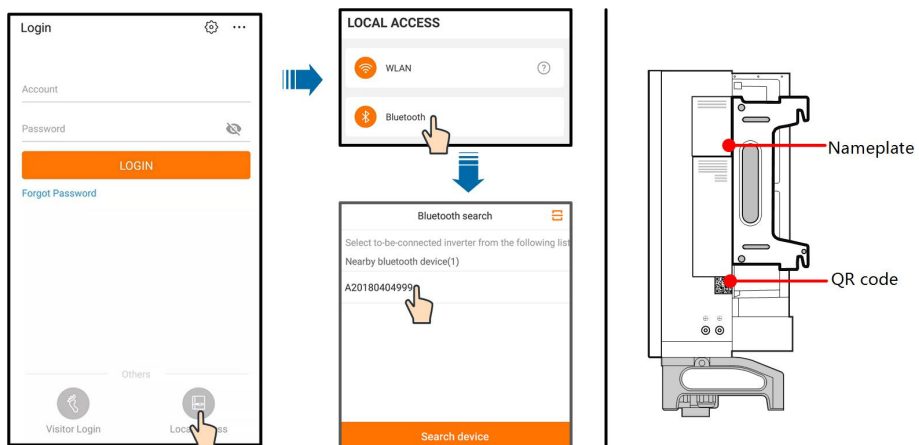 Login
Account
Password
LOGIN
Forgot Password
Others
Visitor Login
LOCAL ACCESS
WLAN
Bluetooth
Bluetooth search
Select to-be-connected inverter from the following list
Nearby bluetooth device(1)
A20180404999
Search device
Nameplate
QR code